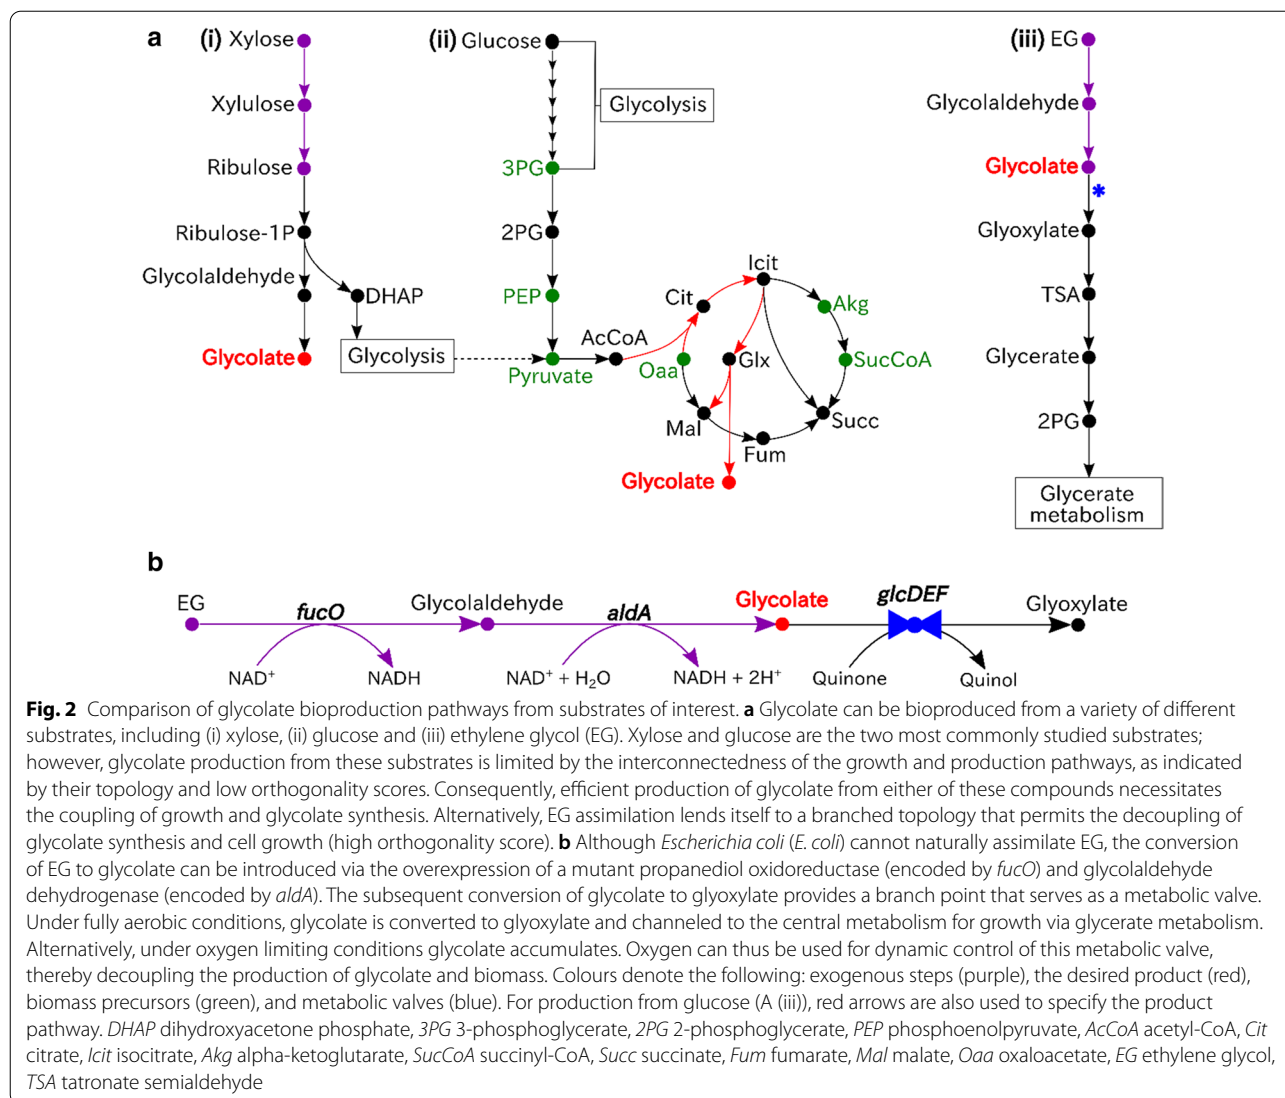 a
(i) Xylose
Xylulose
Ribulose
Ribulose-1P
Glycolaldehyde
DHAP
Glycolate
Glycolysis
(ii) Glucose
Glycolysis
3PG
2PG
PEP
Pyruvate
AcCoA
Oaa
Cit
Icit
Akg
SucCoA
Glx
Mal
Fum
Succ
Glycolate
(iii) EG
Glycolaldehyde
Glycolate
*
Glyoxylate
TSA
Glycerate
2PG
Glycerate
metabolism
b
EG
fucO
Glycolaldehyde
aldA
Glycolate
glcDEF
Glyoxylate
NAD⁺
NADH
NAD⁺ + H₂O
NADH + 2H⁺
Quinone
Quinol
Fig. 2 Comparison of glycolate bioproduction pathways from substrates of interest. a Glycolate can be bioproduced from a variety of different
substrates, including (i) xylose, (ii) glucose and (iii) ethylene glycol (EG). Xylose and glucose are the two most commonly studied substrates;
however, glycolate production from these substrates is limited by the interconnectedness of the growth and production pathways, as indicated
by their topology and low orthogonality scores. Consequently, efficient production of glycolate from either of these compounds necessitates
the coupling of growth and glycolate synthesis. Alternatively, EG assimilation lends itself to a branched topology that permits the decoupling of
glycolate synthesis and cell growth (high orthogonality score). b Although Escherichia coli (E. coli) cannot naturally assimilate EG, the conversion
of EG to glycolate can be introduced via the overexpression of a mutant propanediol oxidoreductase (encoded by fucO) and glycolaldehyde
dehydrogenase (encoded by aldA). The subsequent conversion of glycolate to glyoxylate provides a branch point that serves as a metabolic valve.
Under fully aerobic conditions, glycolate is converted to glyoxylate and channeled to the central metabolism for growth via glycerate metabolism.
Alternatively, under oxygen limiting conditions glycolate accumulates. Oxygen can thus be used for dynamic control of this metabolic valve,
thereby decoupling the production of glycolate and biomass. Colours denote the following: exogenous steps (purple), the desired product (red),
biomass precursors (green), and metabolic valves (blue). For production from glucose (A (iii)), red arrows are also used to specify the product
pathway. DHAP dihydroxyacetone phosphate, 3PG 3-phosphoglycerate, 2PG 2-phosphoglycerate, PEP phosphoenolpyruvate, AcCoA acetyl-CoA, Cit
citrate, Icit isocitrate, Akg alpha-ketoglutarate, SucCoA succinyl-CoA, Succ succinate, Fum fumarate, Mal malate, Oaa oxaloacetate, EG ethylene glycol,
TSA tatronate semialdehyde